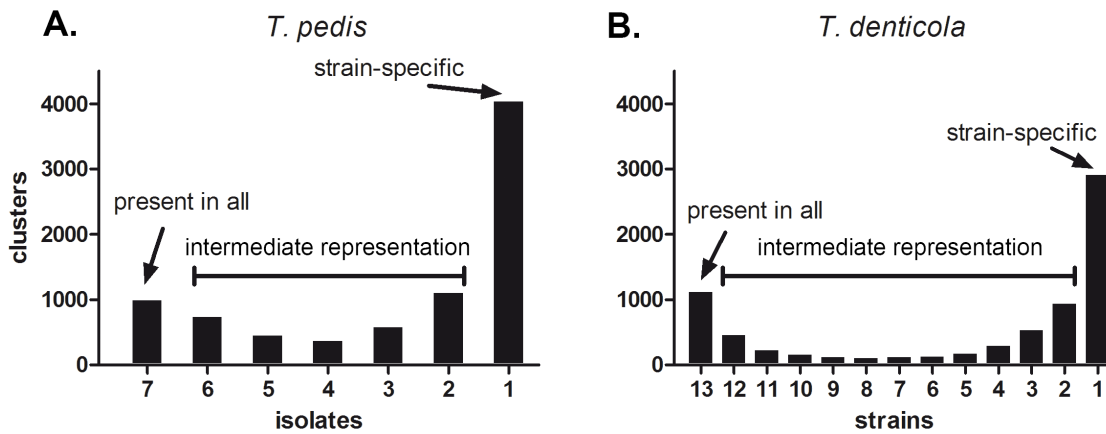 A.
T. pedis
strain-specific
present in all
intermediate representation
clusters
4000
3000
2000
1000
0
7 6 5 4 3 2 1
isolates
B.
T. denticola
strain-specific
present in all
intermediate representation
4000
3000
2000
1000
0
13 12 11 10 9 8 7 6 5 4 3 2 1
strains